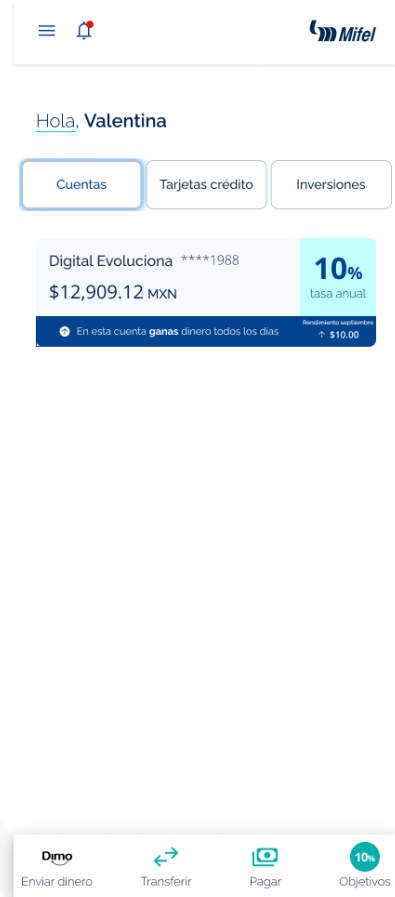 Mifel
Hola, Valentina
Cuentas
Tarjetas crédito
Inversiones
Digital Evoluciona ****1988
$12,909.12 MXN
10%
tasa anual
En esta cuenta ganas dinero todos los días
Rendimiento septiembre
↑ $10.00
Dimo
Enviar dinero
Transferir
Pagar
10%
Objetivos